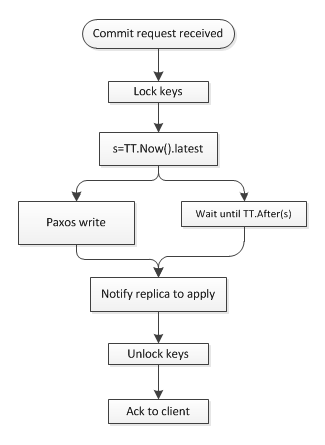 Commit request received
Lock keys
s=TT.Now().latest
Paxos write
Wait until TT.After(s)
Notify replica to apply
Unlock keys
Ack to client